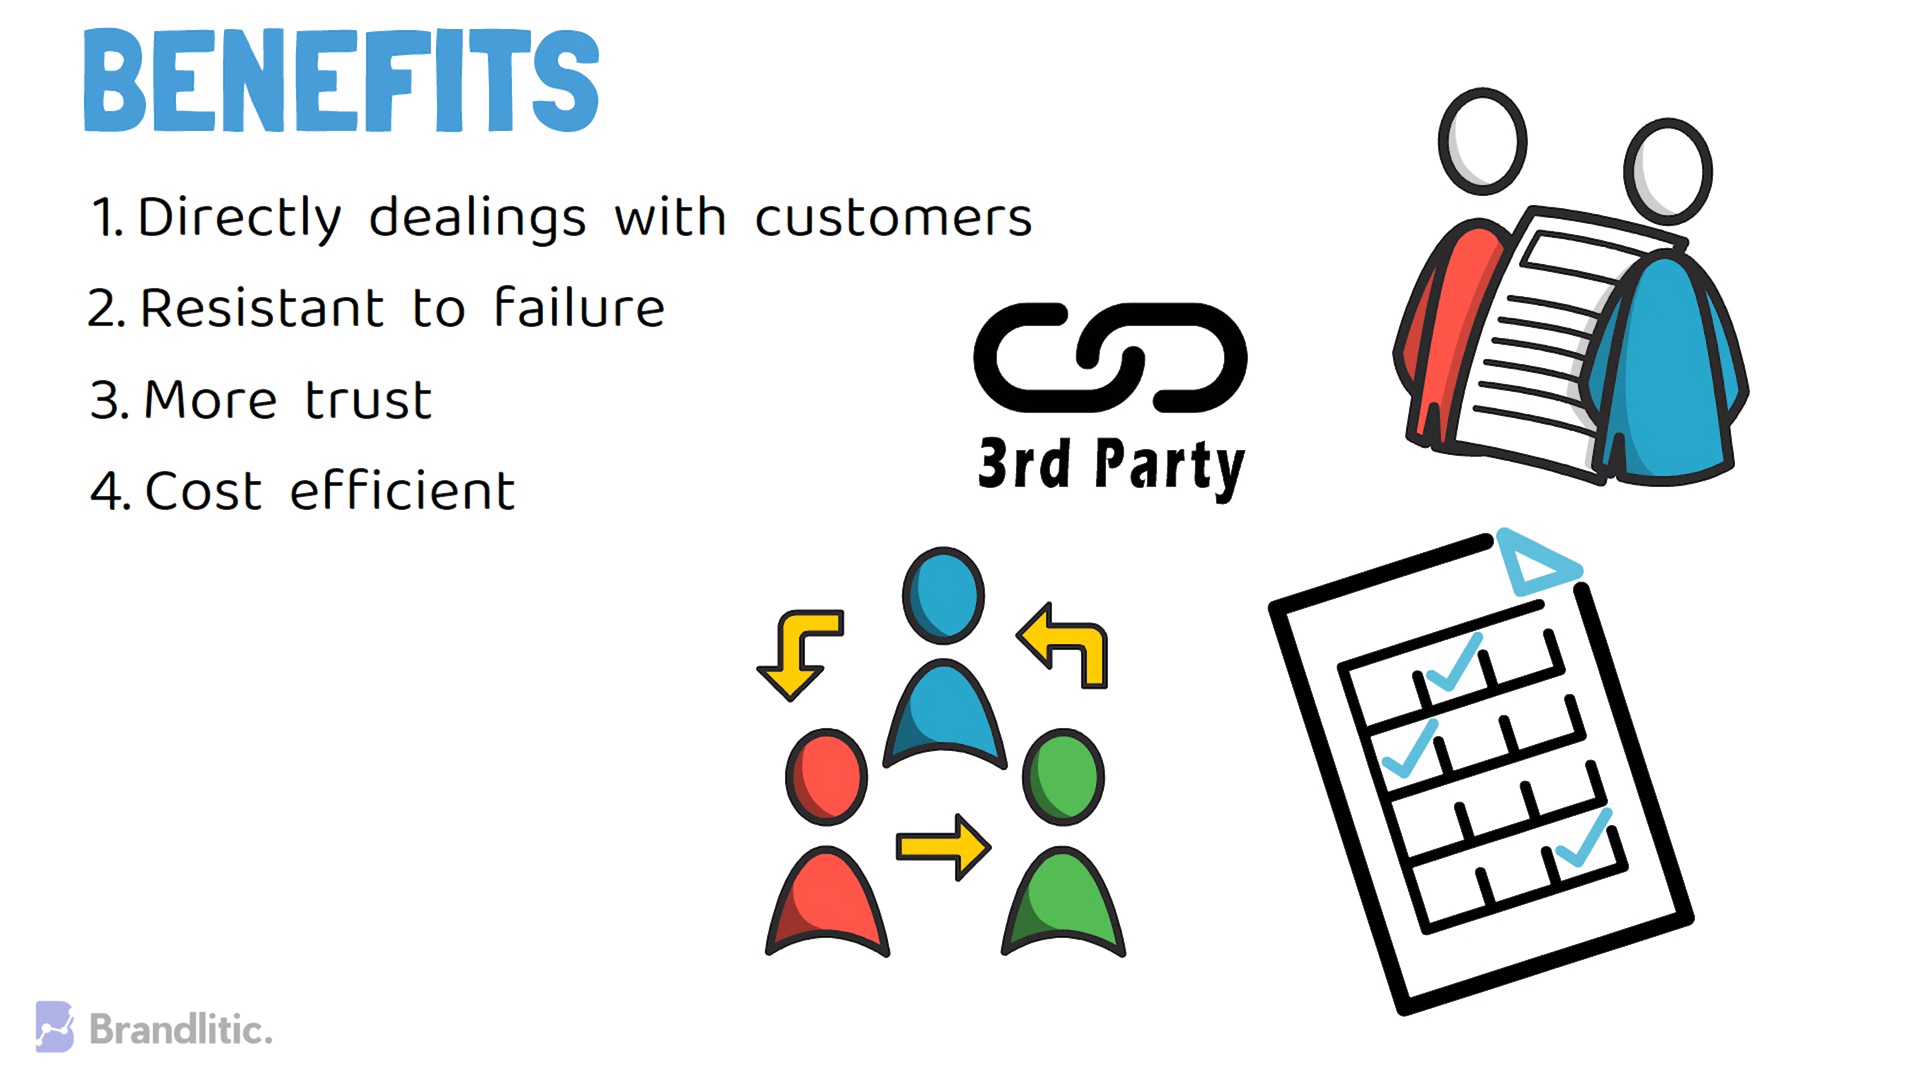 BENEFITS
1. Directly dealings with customers
2. Resistant to failure
3. More trust
4. Cost efficient
3rd Party
Brandlitic.